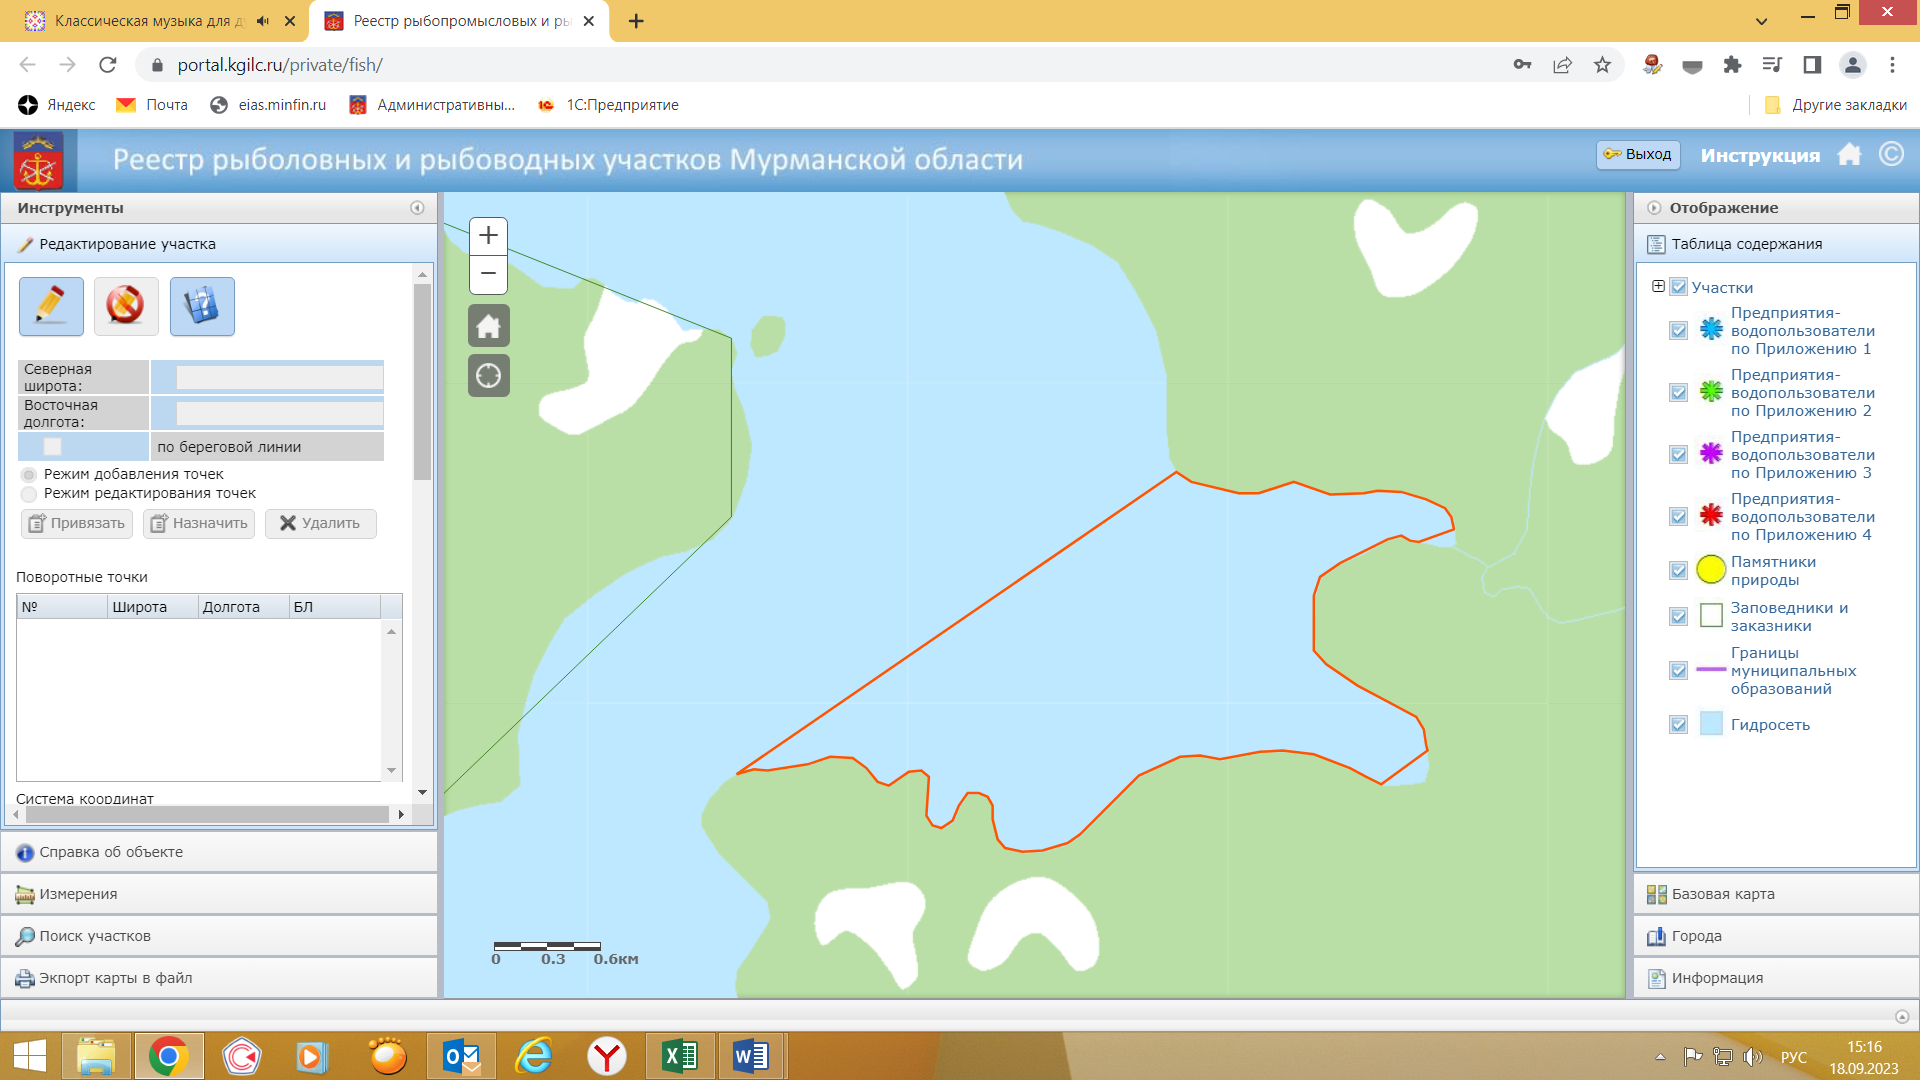 Классическая музыка для д
Реестр рыбопромысловых и ры
portal.kgilc.ru/private/fish/
Яндекс
Почта
eias.minfin.ru
Административны...
1С:Предприятие
Другие закладки
Реестр рыболовных и рыбоводных участков Мурманской области
Выход
Инструкция
Инструменты
Редактирование участка
Северная
широта:
Восточная
долгота:
по береговой линии
Режим добавления точек
Режим редактирования точек
Привязать
Назначить
Удалить
Поворотные точки
№
Широта
Долгота
БЛ
Система координат
Справка об объекте
Измерения
Поиск участков
Экспорт карты в файл
0
0.3
0.6км
Отображение
Таблица содержания
Участки
Предприятия-
водопользователи
по Приложению 1
Предприятия-
водопользователи
по Приложению 2
Предприятия-
водопользователи
по Приложению 3
Предприятия-
водопользователи
по Приложению 4
Памятники
природы
Заповедники и
заказники
Границы
муниципальных
образований
Гидросеть
Базовая карта
Города
Информация
РУС
15:16
18.09.2023